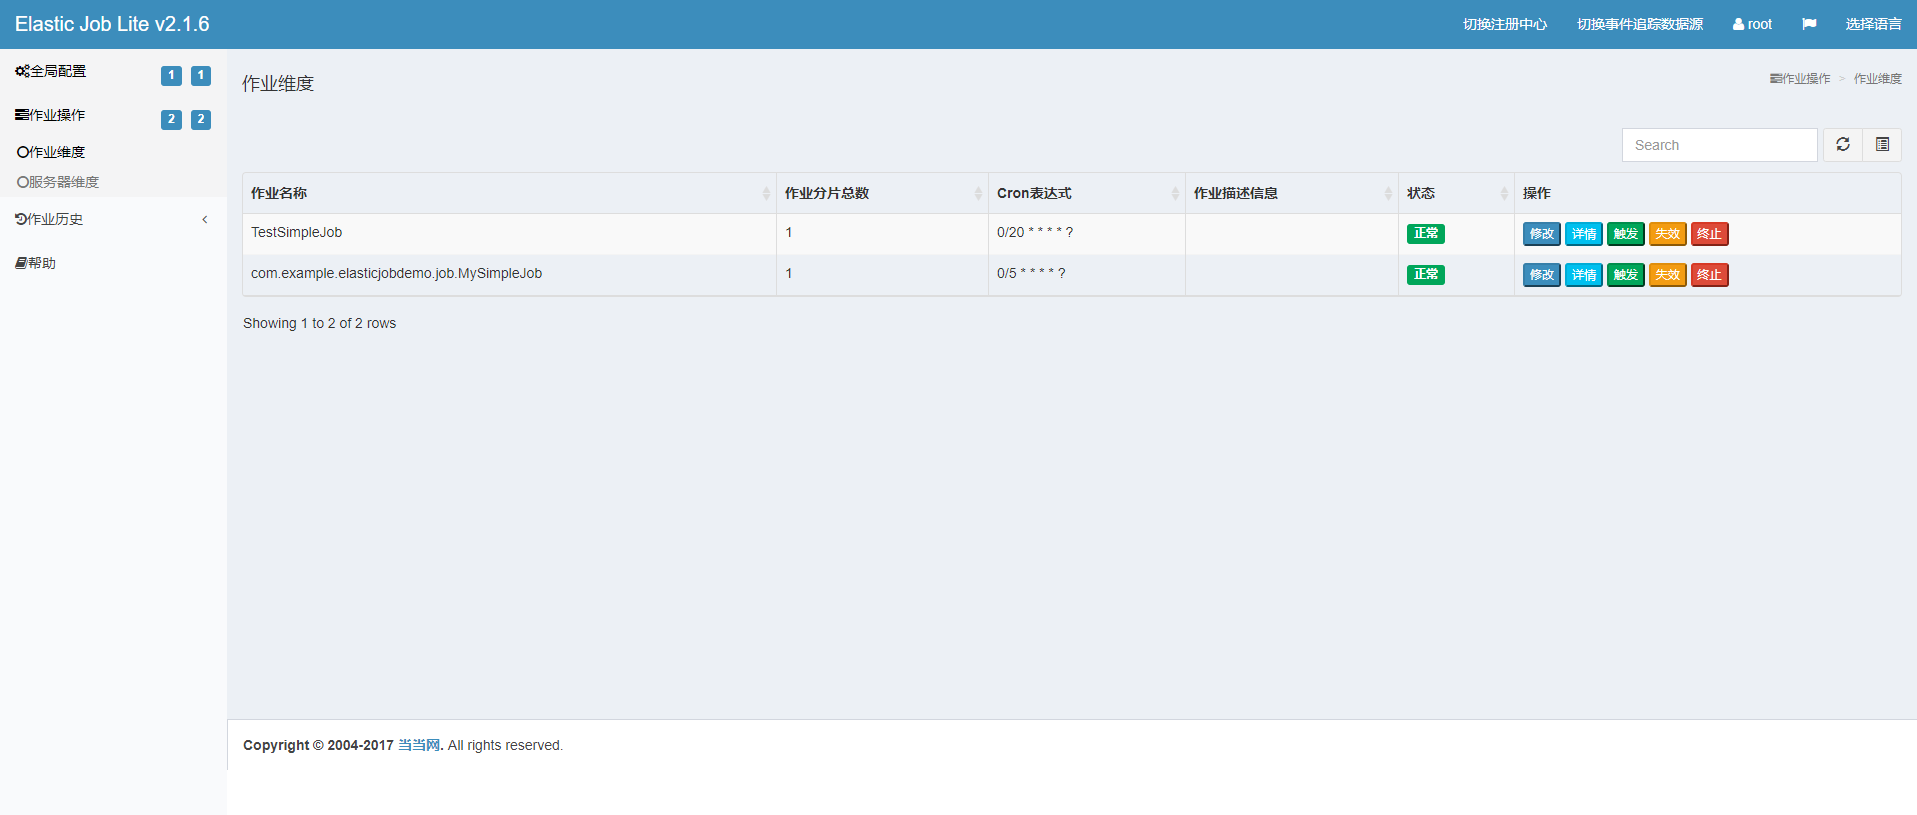 Elastic Job Lite v2.1.6
切换注册中心 切换事件追踪数据源 root 选择语言
全局配置 1 1
作业操作 2 2
作业维度
服务器维度
作业历史
帮助
作业维度
作业操作 > 作业维度
Search
作业名称 作业分片总数 Cron表达式 作业描述信息 状态 操作
TestSimpleJob 1 0/20 * * * * ? 正常 修改 详情 触发 失效 终止
com.example.elasticjobdemo.job.MySimpleJob 1 0/5 * * * * ? 正常 修改 详情 触发 失效 终止
Showing 1 to 2 of 2 rows
Copyright © 2004-2017 当当网. All rights reserved.